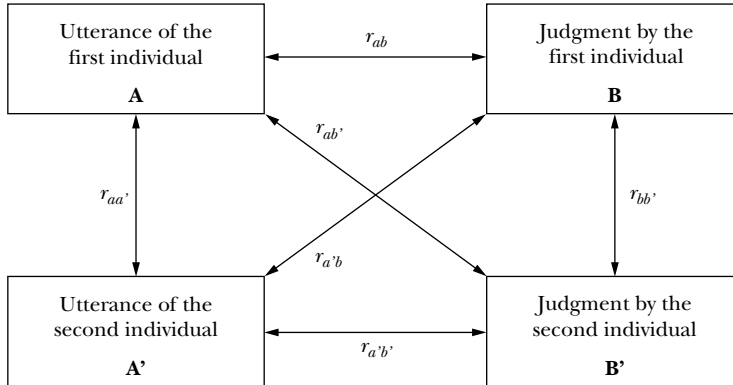 Utterance of the
first individual
A
r_ab
Judgment by the
first individual
B
r_ab'
r_aa'
r_bb'
r_a'b
Utterance of the
second individual
A'
r_a'b'
Judgment by the
second individual
B'